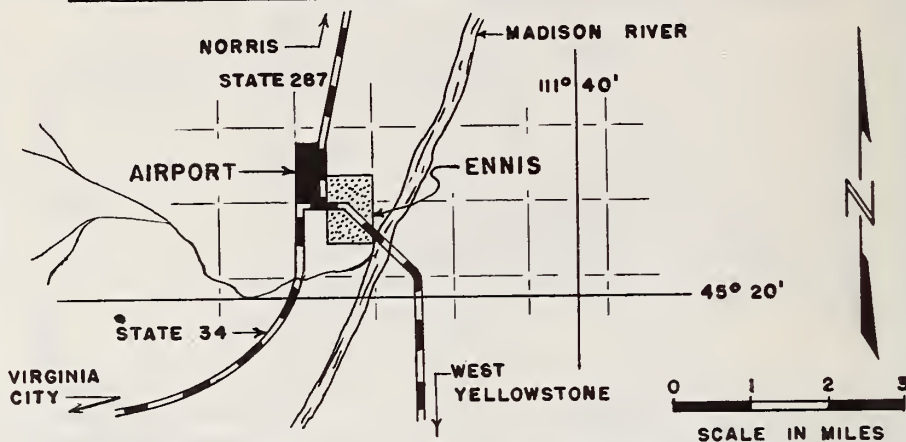 NORRIS
MADISON RIVER
STATE 287
111° 40'
AIRPORT
ENNIS
N
45° 20'
STATE 34
VIRGINIA
CITY
WEST
YELLOWSTONE
0 1 2 3
SCALE IN MILES